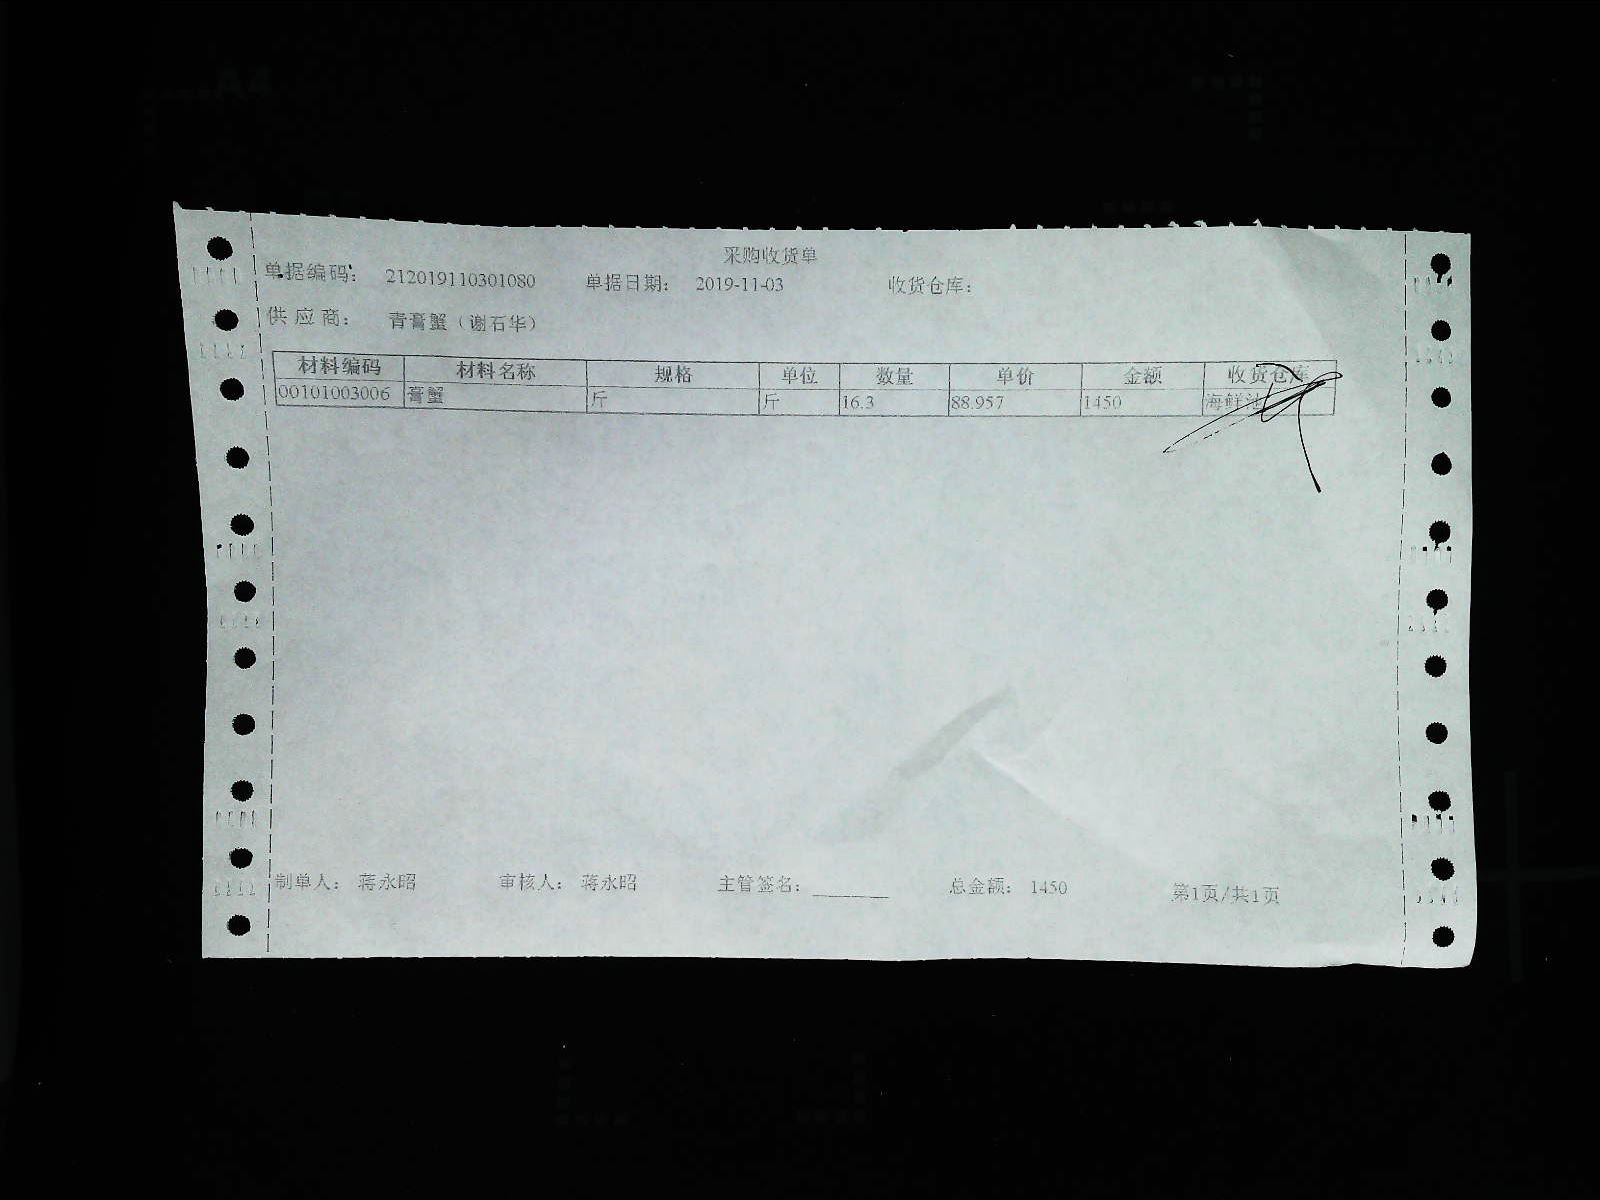 采购收货单
单据编码： 212019110301080 单据日期： 2019-11-03 收货仓库：
供应商： 青膏蟹（谢石华）
材料编码 材料名称 规格 单位 数量 单价 金额 收货仓库
00101003006 膏蟹 斤 斤 16.3 88.957 1450 海鲜池
制单人： 蒋永昭 审核人： 蒋永昭 主管签名： 总金额： 1450 第1页/共1页